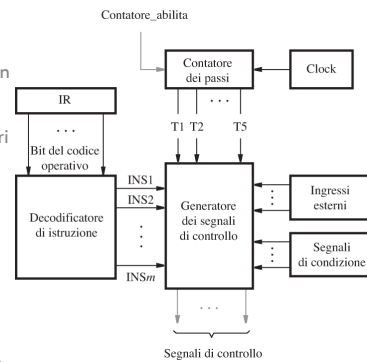 Contatore_abilita
n
ri
Contatore
dei passi
Clock
IR
. . .
T1 T2 T5
. . .
Bit del codice
operativo
INS1
INS2
INSm
Decodificatore
di istruzione
Generatore
dei segnali
di controllo
Ingressi
esterni
Segnali
di condizione
. . .
Segnali di controllo